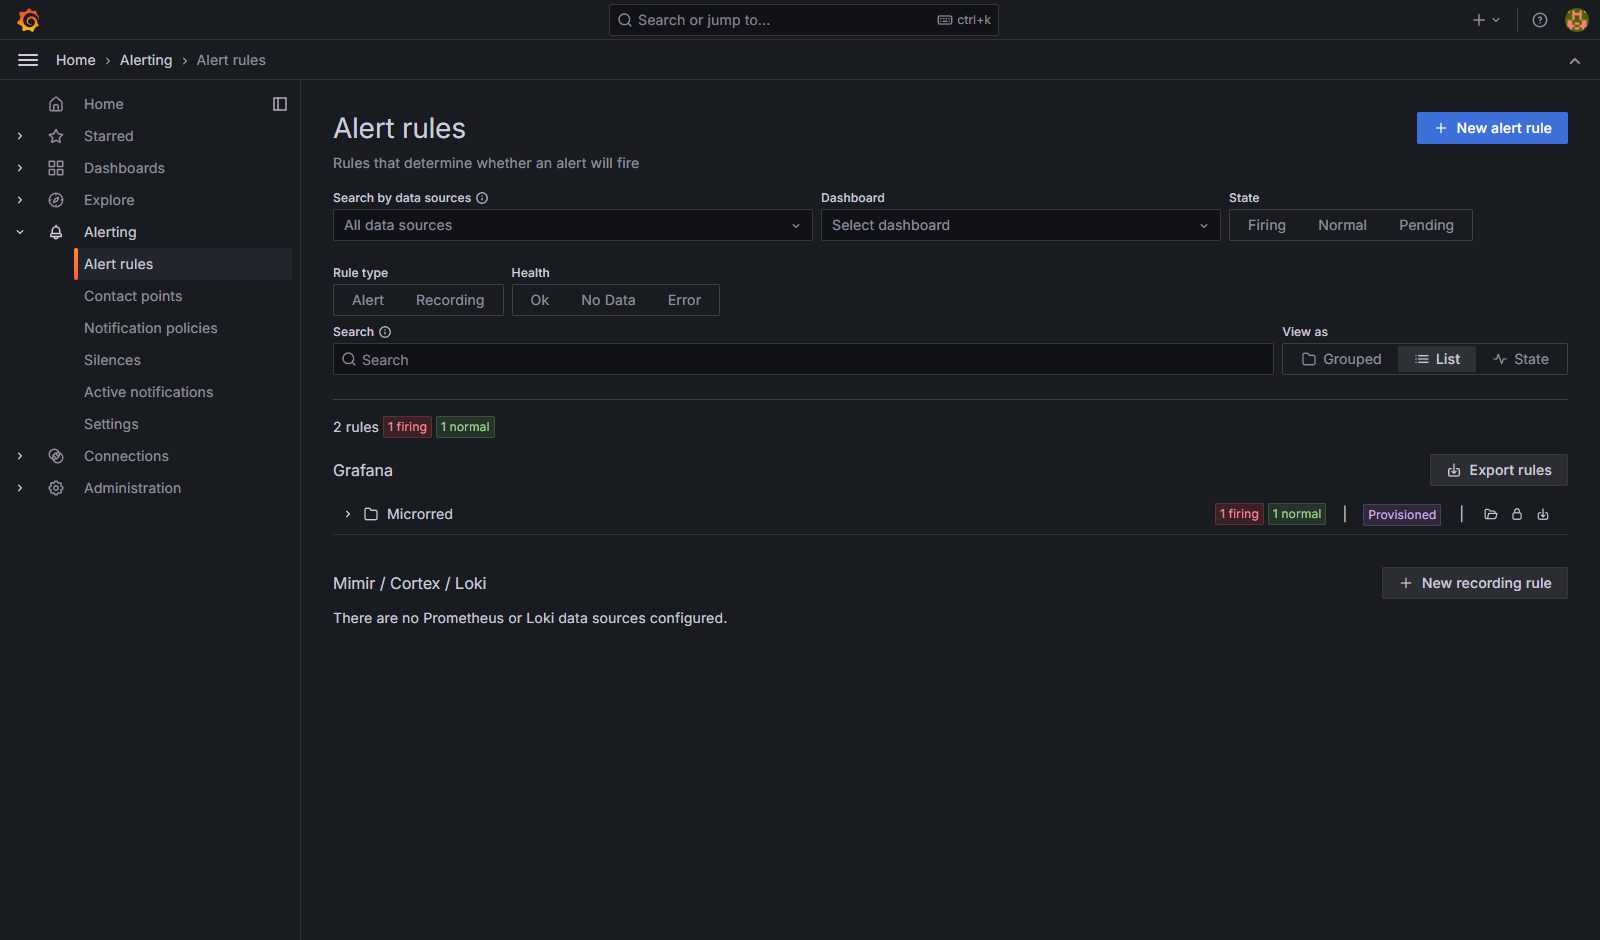 Search or jump to... ctrl+k
Home › Alerting › Alert rules
Home
Starred
Dashboards
Explore
Alerting
Alert rules
Contact points
Notification policies
Silences
Active notifications
Settings
Connections
Administration
Alert rules
New alert rule
Rules that determine whether an alert will fire
Search by data sources Dashboard State
All data sources Select dashboard Firing Normal Pending
Rule type Health
Alert Recording Ok No Data Error
Search View as
Search Grouped List State
2 rules 1 firing 1 normal
Grafana Export rules
Microrred 1 firing 1 normal Provisioned
Mimir / Cortex / Loki New recording rule
There are no Prometheus or Loki data sources configured.